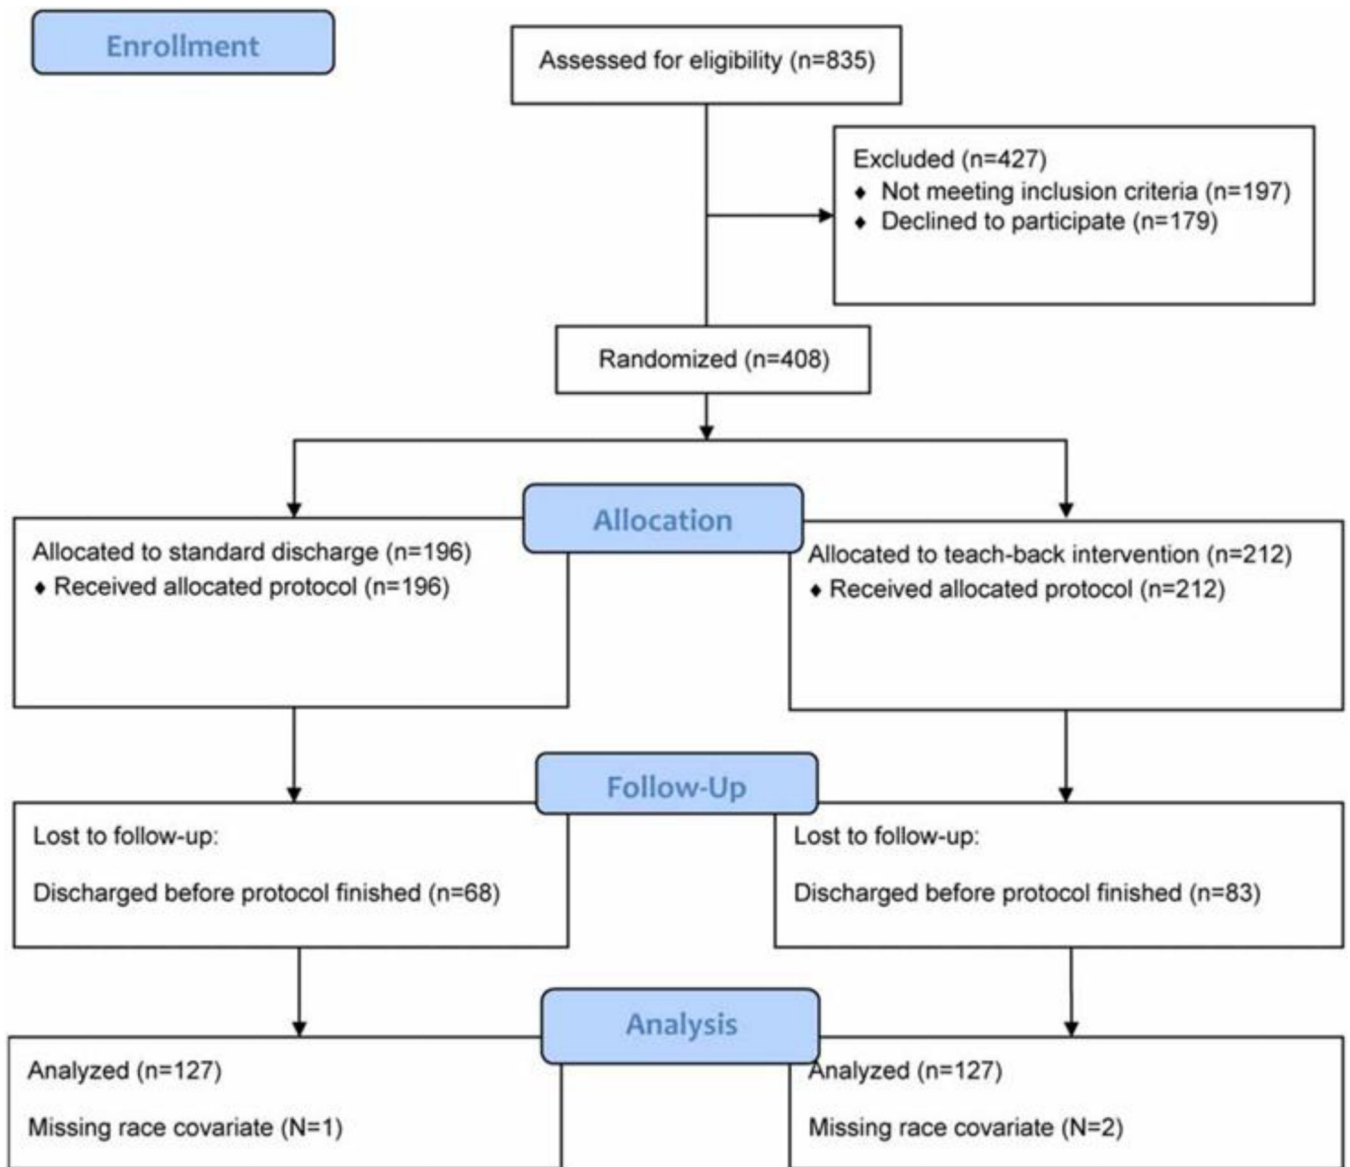 Enrollment
Assessed for eligibility (n=835)
Excluded (n=427)
♦ Not meeting inclusion criteria (n=197)
♦ Declined to participate (n=179)
Randomized (n=408)
Allocation
Allocated to standard discharge (n=196)
♦ Received allocated protocol (n=196)
Allocated to teach-back intervention (n=212)
♦ Received allocated protocol (n=212)
Follow-Up
Lost to follow-up:
Discharged before protocol finished (n=68)
Lost to follow-up:
Discharged before protocol finished (n=83)
Analysis
Analyzed (n=127)
Missing race covariate (N=1)
Analyzed (n=127)
Missing race covariate (N=2)